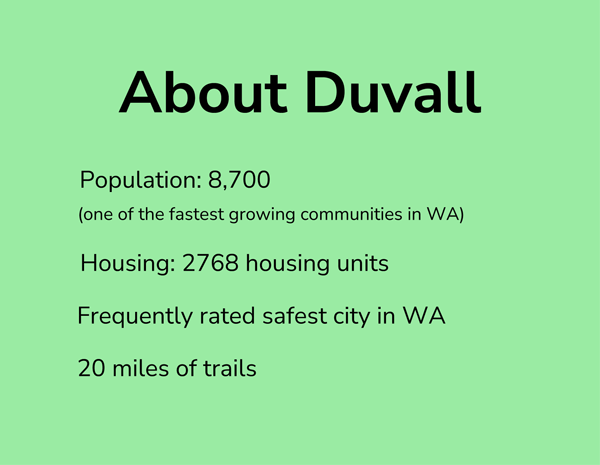 About Duvall
Population: 8,700
(one of the fastest growing communities in WA)
Housing: 2768 housing units
Frequently rated safest city in WA
20 miles of trails